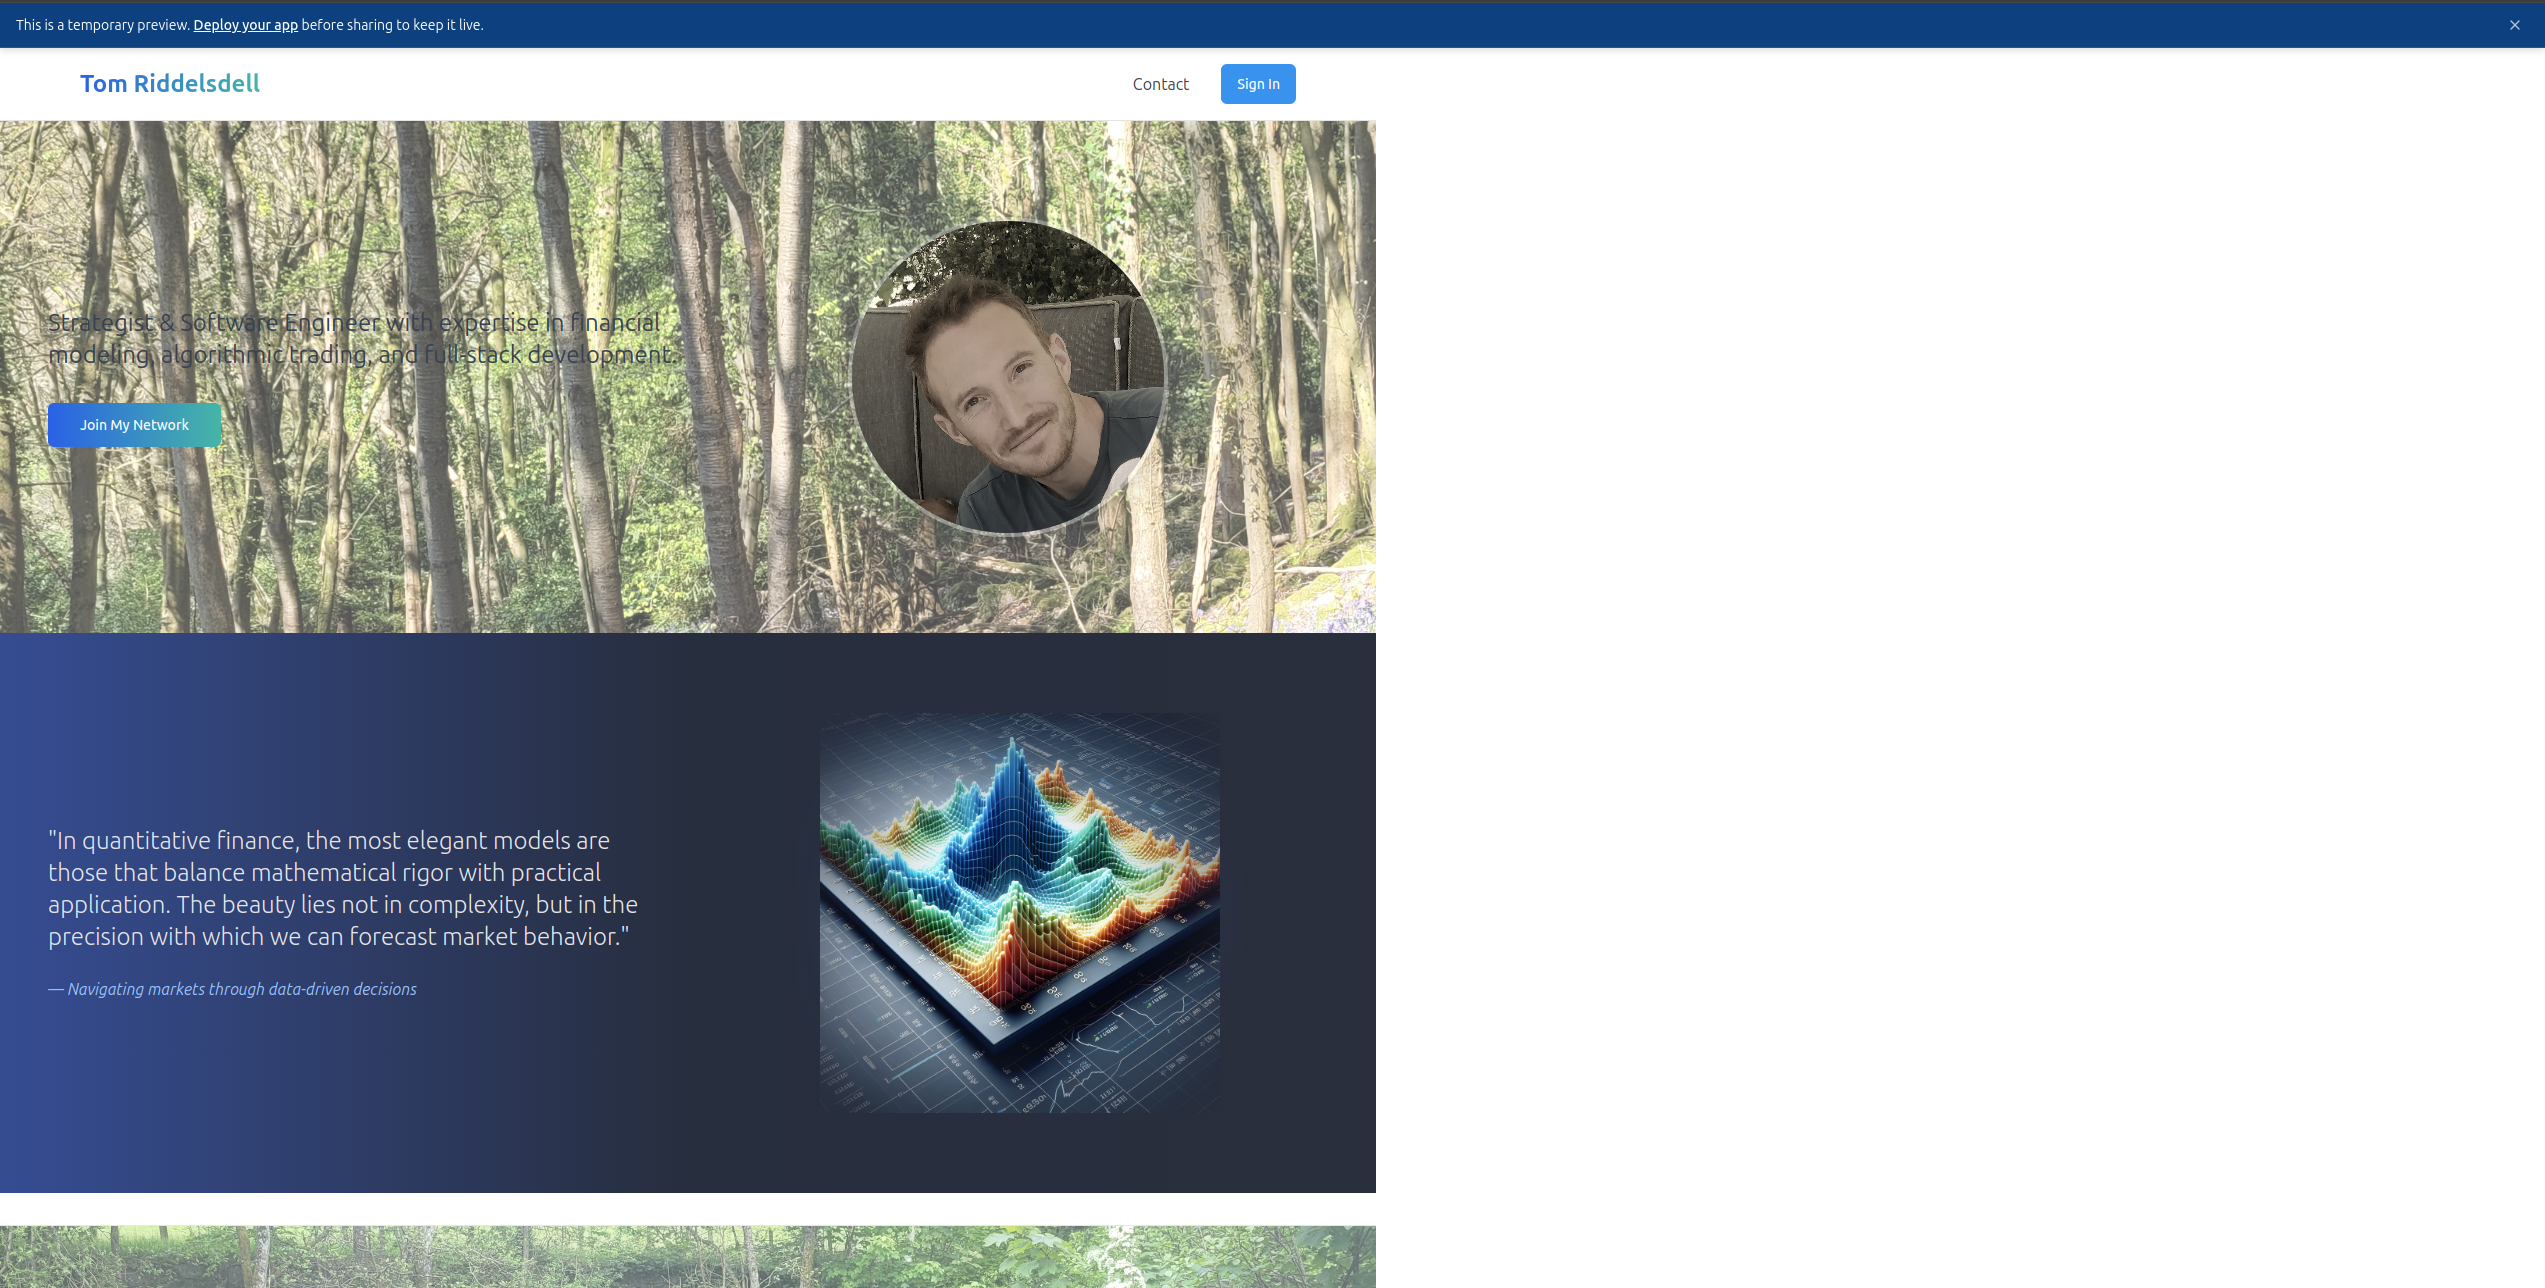 This is a temporary preview. Deploy your app before sharing to keep it live.
Tom Riddelsdell
Contact
Sign In
Strategist & Software Engineer with expertise in financial
modeling, algorithmic trading, and full-stack development.
Join My Network
"In quantitative finance, the most elegant models are
those that balance mathematical rigor with practical
application. The beauty lies not in complexity, but in the
precision with which we can forecast market behavior."
— Navigating markets through data-driven decisions